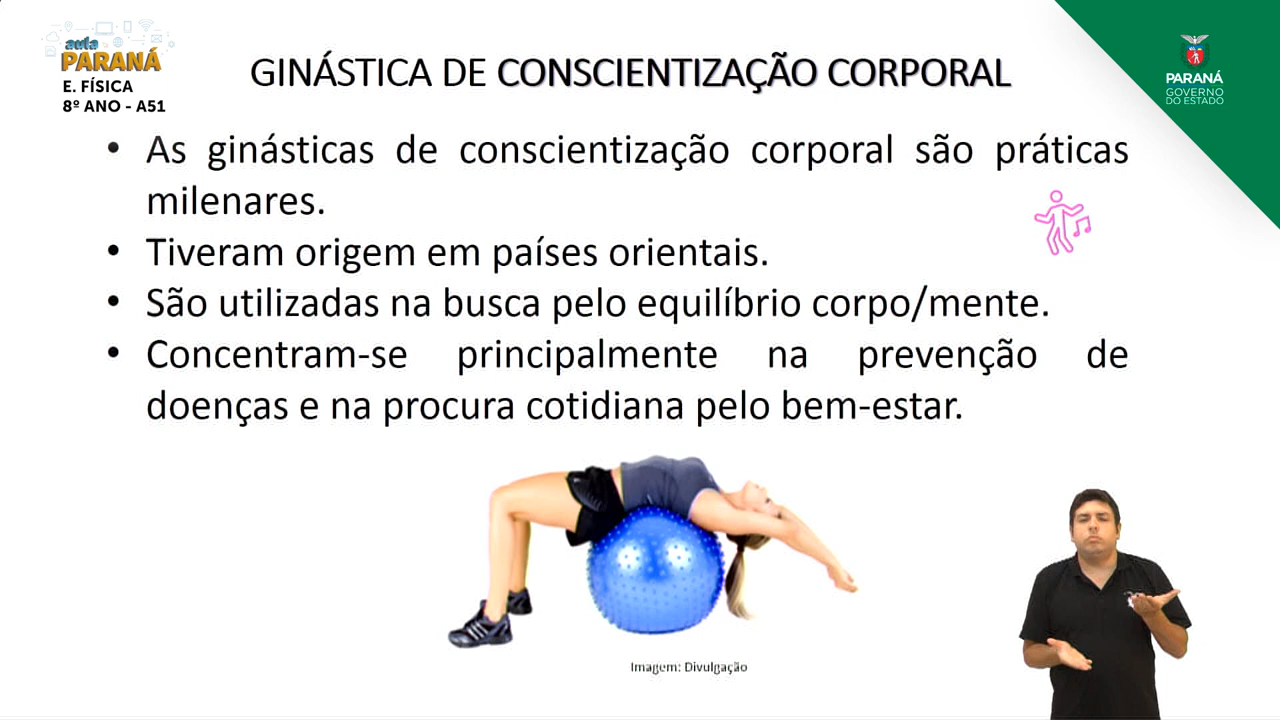 aula
PARANÁ
E. FÍSICA
8º ANO - A51
GINÁSTICA DE CONSCIENTIZAÇÃO CORPORAL
PARANÁ
GOVERNO
DO ESTADO
• As ginásticas de conscientização corporal são práticas
milenares.
• Tiveram origem em países orientais.
• São utilizadas na busca pelo equilíbrio corpo/mente.
• Concentram-se principalmente na prevenção de
doenças e na procura cotidiana pelo bem-estar.
Imagem: Divulgação